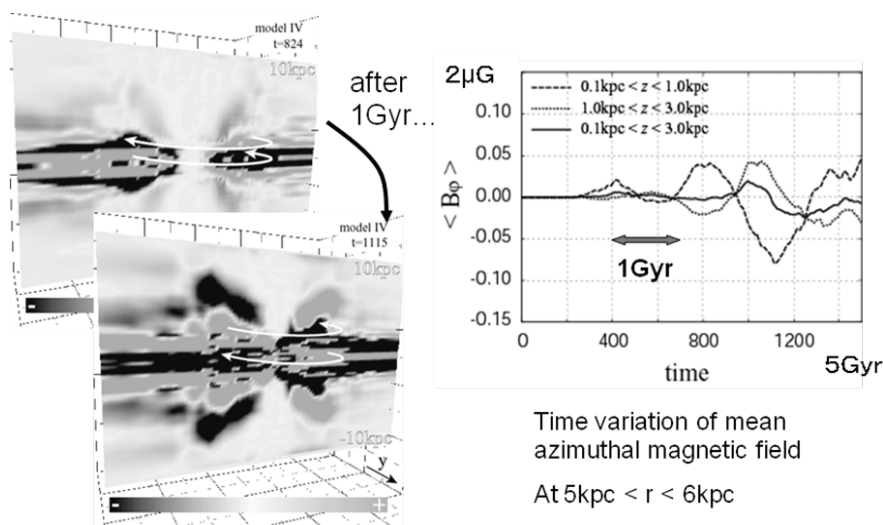 model IV
t=824
10kpc
-
after
1Gyr...
model IV
t=1115
10kpc
-10kpc
y
- +
2μG
0.1kpc < z < 1.0kpc
1.0kpc < z < 3.0kpc
0.1kpc < z < 3.0kpc
0.10
0.05
0.00
-0.05
-0.10
-0.15
< Bφ >
1Gyr
0 400 800 1200
time
5Gyr
Time variation of mean
azimuthal magnetic field
At 5kpc < r < 6kpc